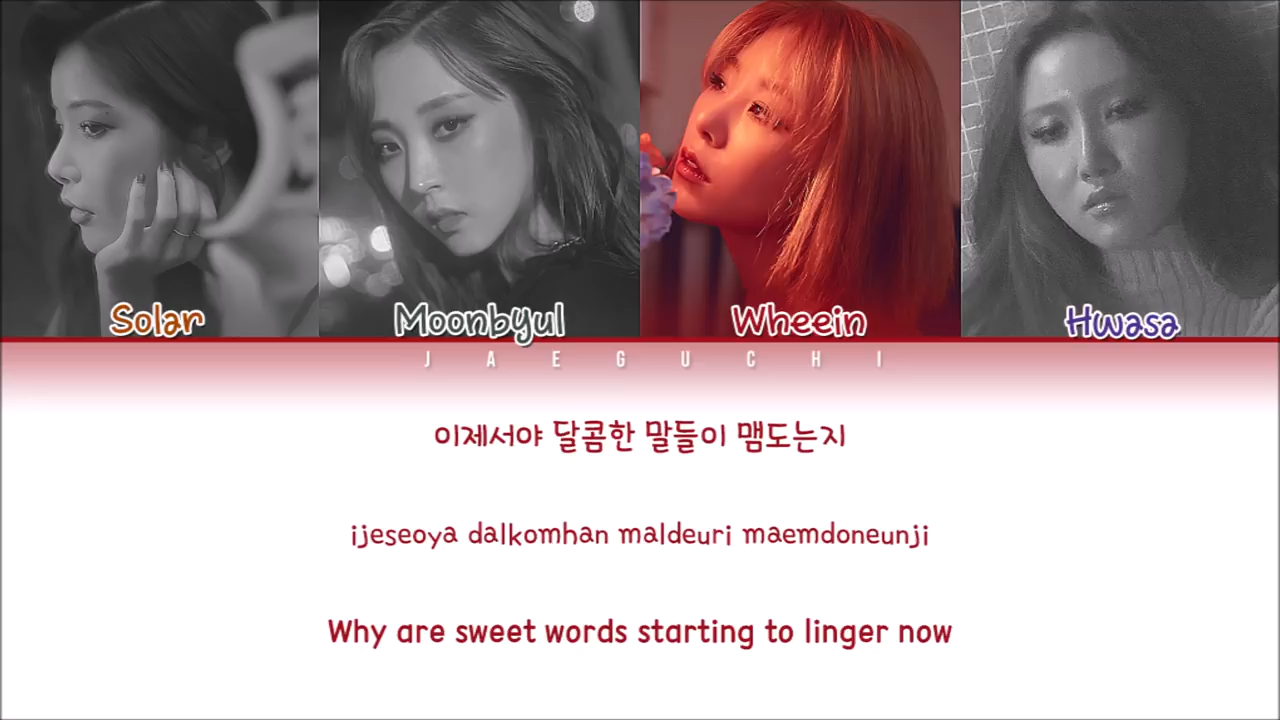 Solar
Moonbyul
Wheein
Hwasa
JAEGUCHI
이제서야 달콤한 말들이 맴도는지
ijeseoya dalkomhan maldeuri maemdoneunji
Why are sweet words starting to linger now